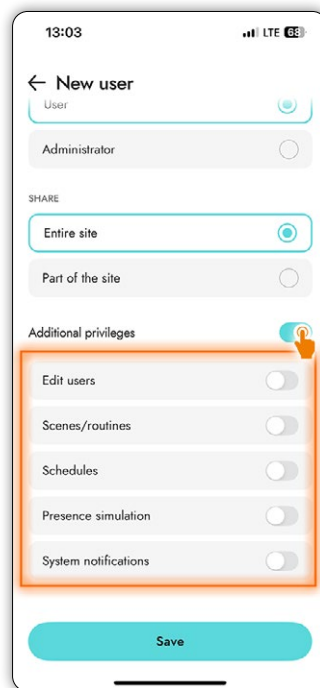 13:03
LTE 63
← New user
User
Administrator
SHARE
Entire site
Part of the site
Additional privileges
Edit users
Scenes/routines
Schedules
Presence simulation
System notifications
Save